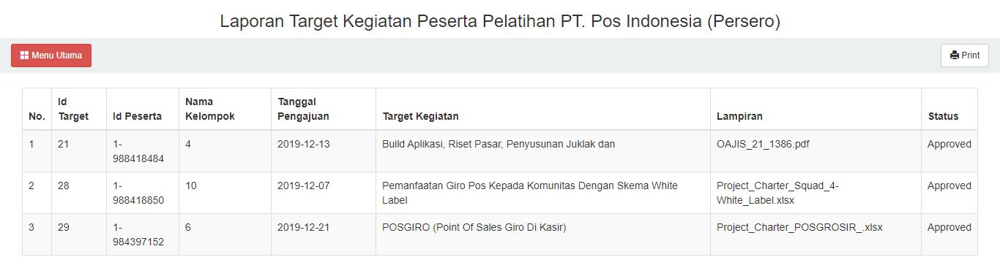 Laporan Target Kegiatan Peserta Pelatihan PT. Pos Indonesia (Persero)
Menu Utama
Print
No.
Id
Target
Id Peserta
Nama
Kelompok
Tanggal
Pengajuan
Target Kegiatan
Lampiran
Status
1
21
1-
988418484
4
2019-12-13
Build Aplikasi, Riset Pasar, Penyusunan Juklak dan
OAJIS_21_1386.pdf
Approved
2
28
1-
988418850
10
2019-12-07
Pemanfaatan Giro Pos Kepada Komunitas Dengan Skema White
Label
Project_Charter_Squad_4-
White_Label.xlsx
Approved
3
29
1-
984397152
6
2019-12-21
POSGIRO (Point Of Sales Giro Di Kasir)
Project_Charter_POSGROSIR_.xlsx
Approved